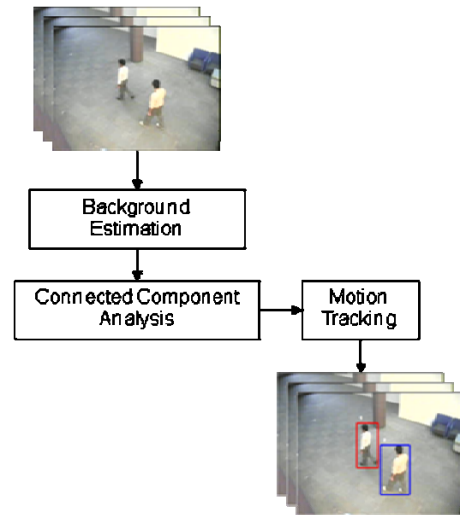 Background
Estimation
Connected Component
Analysis
Motion
Tracking